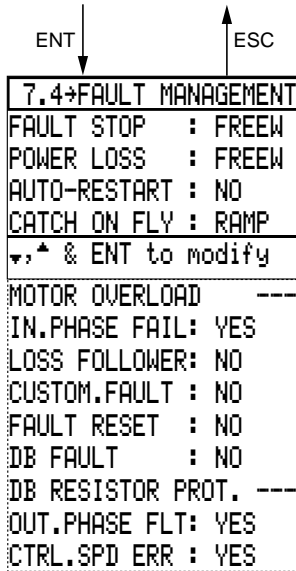 ENT ESC
7.4→FAULT MANAGEMENT
FAULT STOP : FREEW
POWER LOSS : FREEW
AUTO-RESTART : NO
CATCH ON FLY : RAMP
▼,▲ & ENT to modify
MOTOR OVERLOAD ---
IN.PHASE FAIL: YES
LOSS FOLLOWER: NO
CUSTOM.FAULT : NO
FAULT RESET : NO
DB FAULT : NO
DB RESISTOR PROT. ---
OUT.PHASE FLT: YES
CTRL.SPD ERR : YES